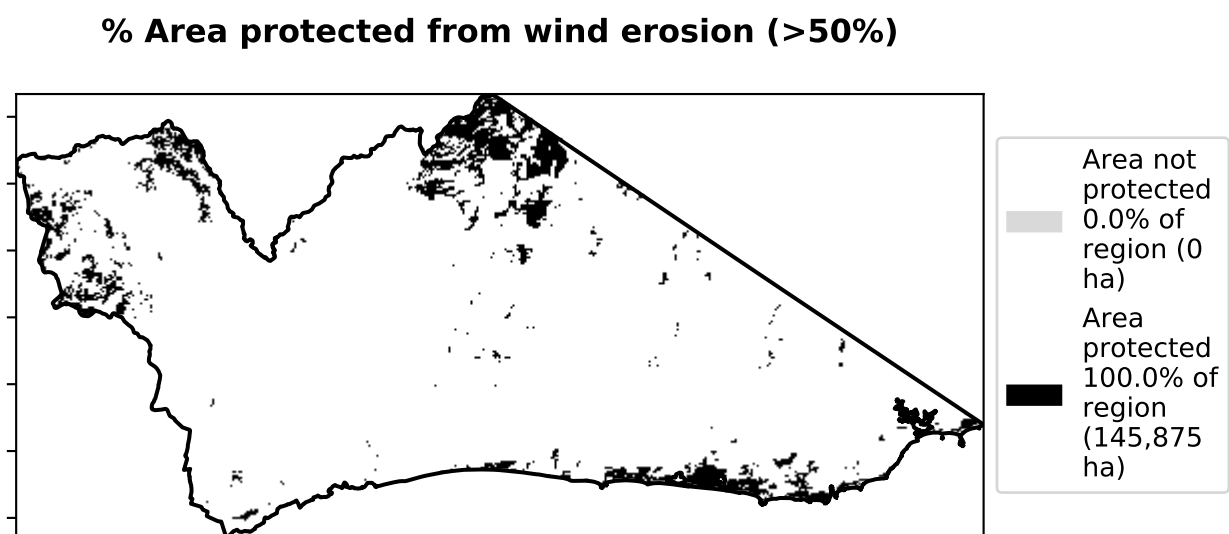 % Area protected from wind erosion (>50%)
Area not
protected
0.0% of
region (0
ha)
Area
protected
100.0% of
region
(145,875
ha)